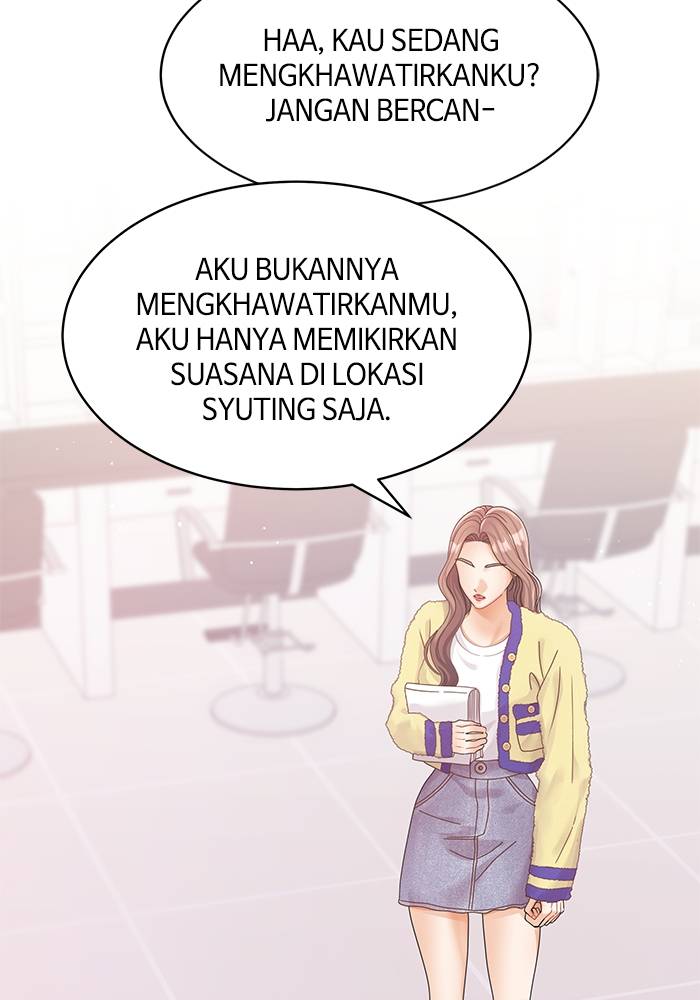 HAA, KAU SEDANG
MENGKHAWATIRKANKU?
JANGAN BERCAN-
AKU BUKANNYA
MENGKHAWATIRKANMU,
AKU HANYA MEMIKIRKAN
SUASANA DI LOKASI
SYUTING SAJA.